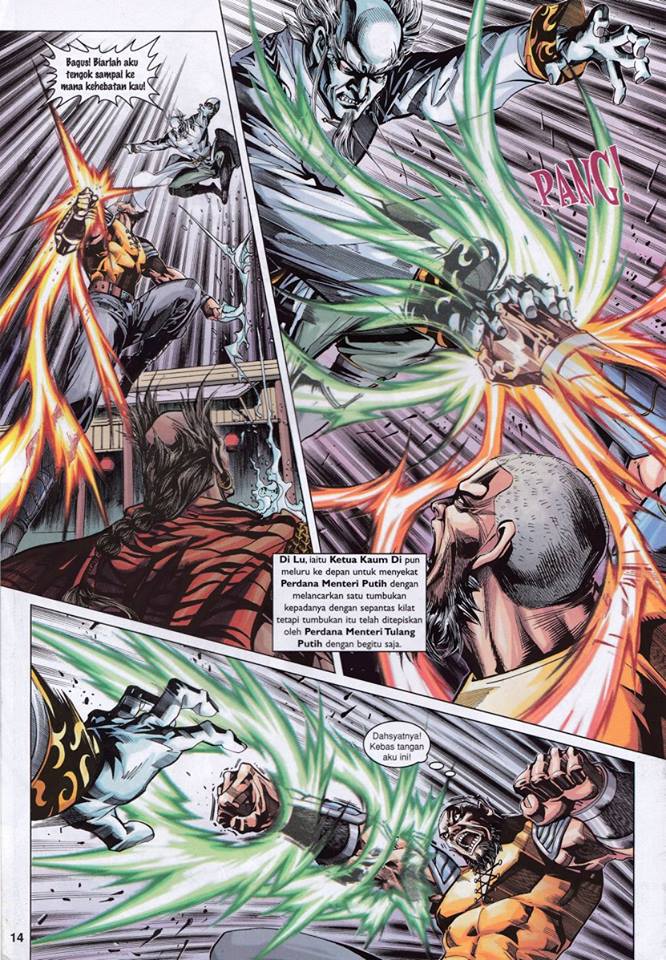 Bagus! Biarlah aku
tengok sampai ke
mana kehebatan kau!
PANG!
Di Lu, iaitu Ketua Kaum Di pun
meluru ke depan untuk menyekat
Perdana Menteri Putih dengan
melancarkan satu tumbukan
kepadanya dengan sepantas kilat
tetapi tumbukan itu telah ditepiskan
oleh Perdana Menteri Tulang
Putih dengan begitu saja.
Dahsyatnya!
Kebas tangan
aku ini!
14